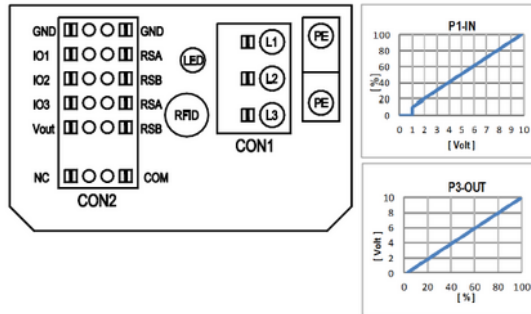 GND GND
IO1 RSA
IO2 RSB
IO3 RSA
Vout RSB
NC COM
CON2
LED
RFID
L1
L2
L3
CON1
PE
PE
P1-IN
[%]
100
80
60
40
20
0
0 1 2 3 4 5 6 7 8 9 10
[ Volt ]
P3-OUT
[ Volt ]
10
8
6
4
2
0
0 20 40 60 80 100
[ % ]